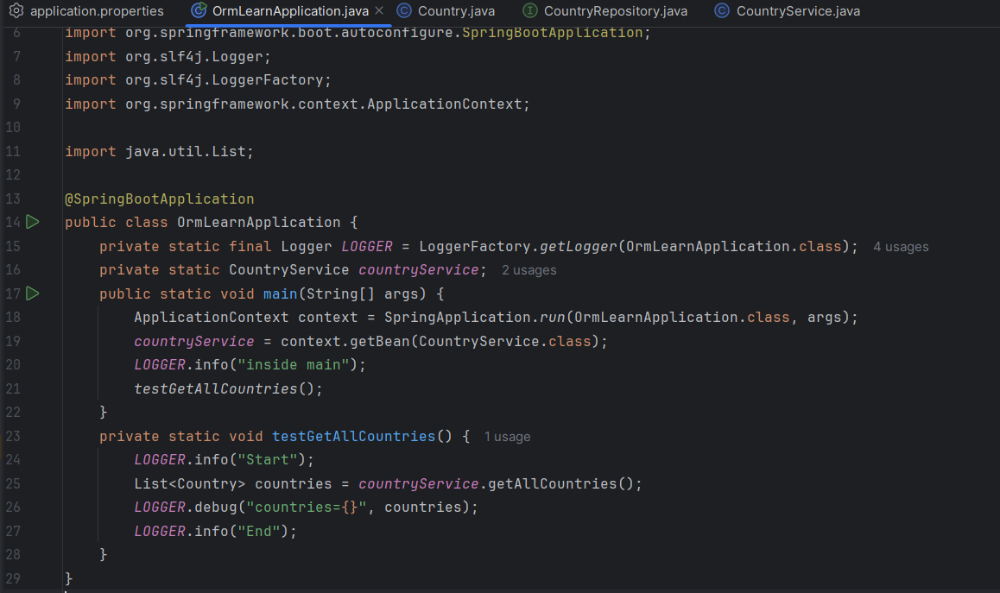 application.properties OrmLearnApplication.java Country.java CountryRepository.java CountryService.java
6 import org.springframework.boot.autoconfigure.SpringBootApplication;
7 import org.slf4j.Logger;
8 import org.slf4j.LoggerFactory;
9 import org.springframework.context.ApplicationContext;
10
11 import java.util.List;
12
13 @SpringBootApplication
14 public class OrmLearnApplication {
15     private static final Logger LOGGER = LoggerFactory.getLogger(OrmLearnApplication.class); 4 usages
16     private static CountryService countryService; 2 usages
17     public static void main(String[] args) {
18         ApplicationContext context = SpringApplication.run(OrmLearnApplication.class, args);
19         countryService = context.getBean(CountryService.class);
20         LOGGER.info("inside main");
21         testGetAllCountries();
22     }
23     private static void testGetAllCountries() { 1 usage
24         LOGGER.info("Start");
25         List<Country> countries = countryService.getAllCountries();
26         LOGGER.debug("countries={}", countries);
27         LOGGER.info("End");
28     }
29 }